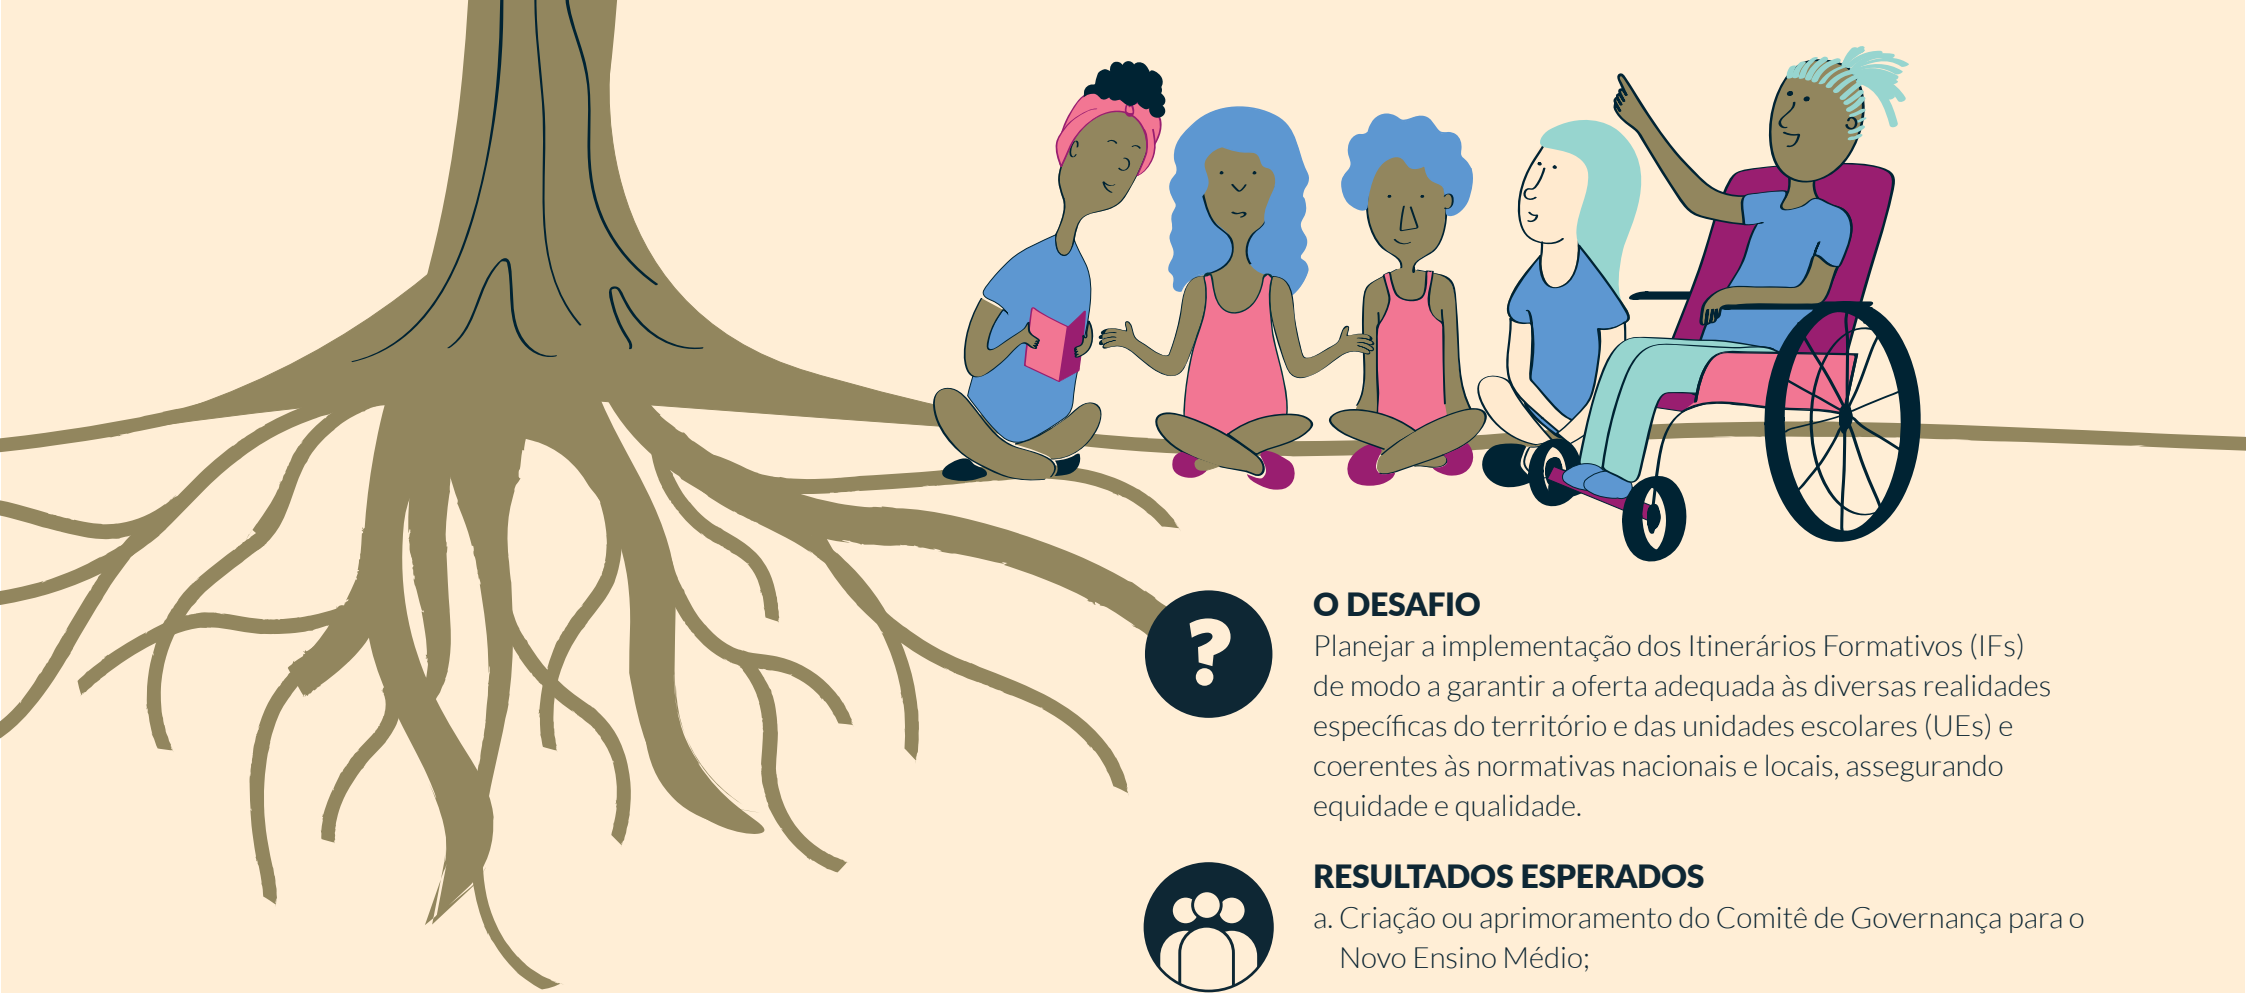 ?
O DESAFIO
Planejar a implementação dos Itinerários Formativos (IFs)
de modo a garantir a oferta adequada às diversas realidades
específicas do território e das unidades escolares (UEs) e
coerentes às normativas nacionais e locais, assegurando
equidade e qualidade.
RESULTADOS ESPERADOS
a. Criação ou aprimoramento do Comitê de Governança para o
Novo Ensino Médio;